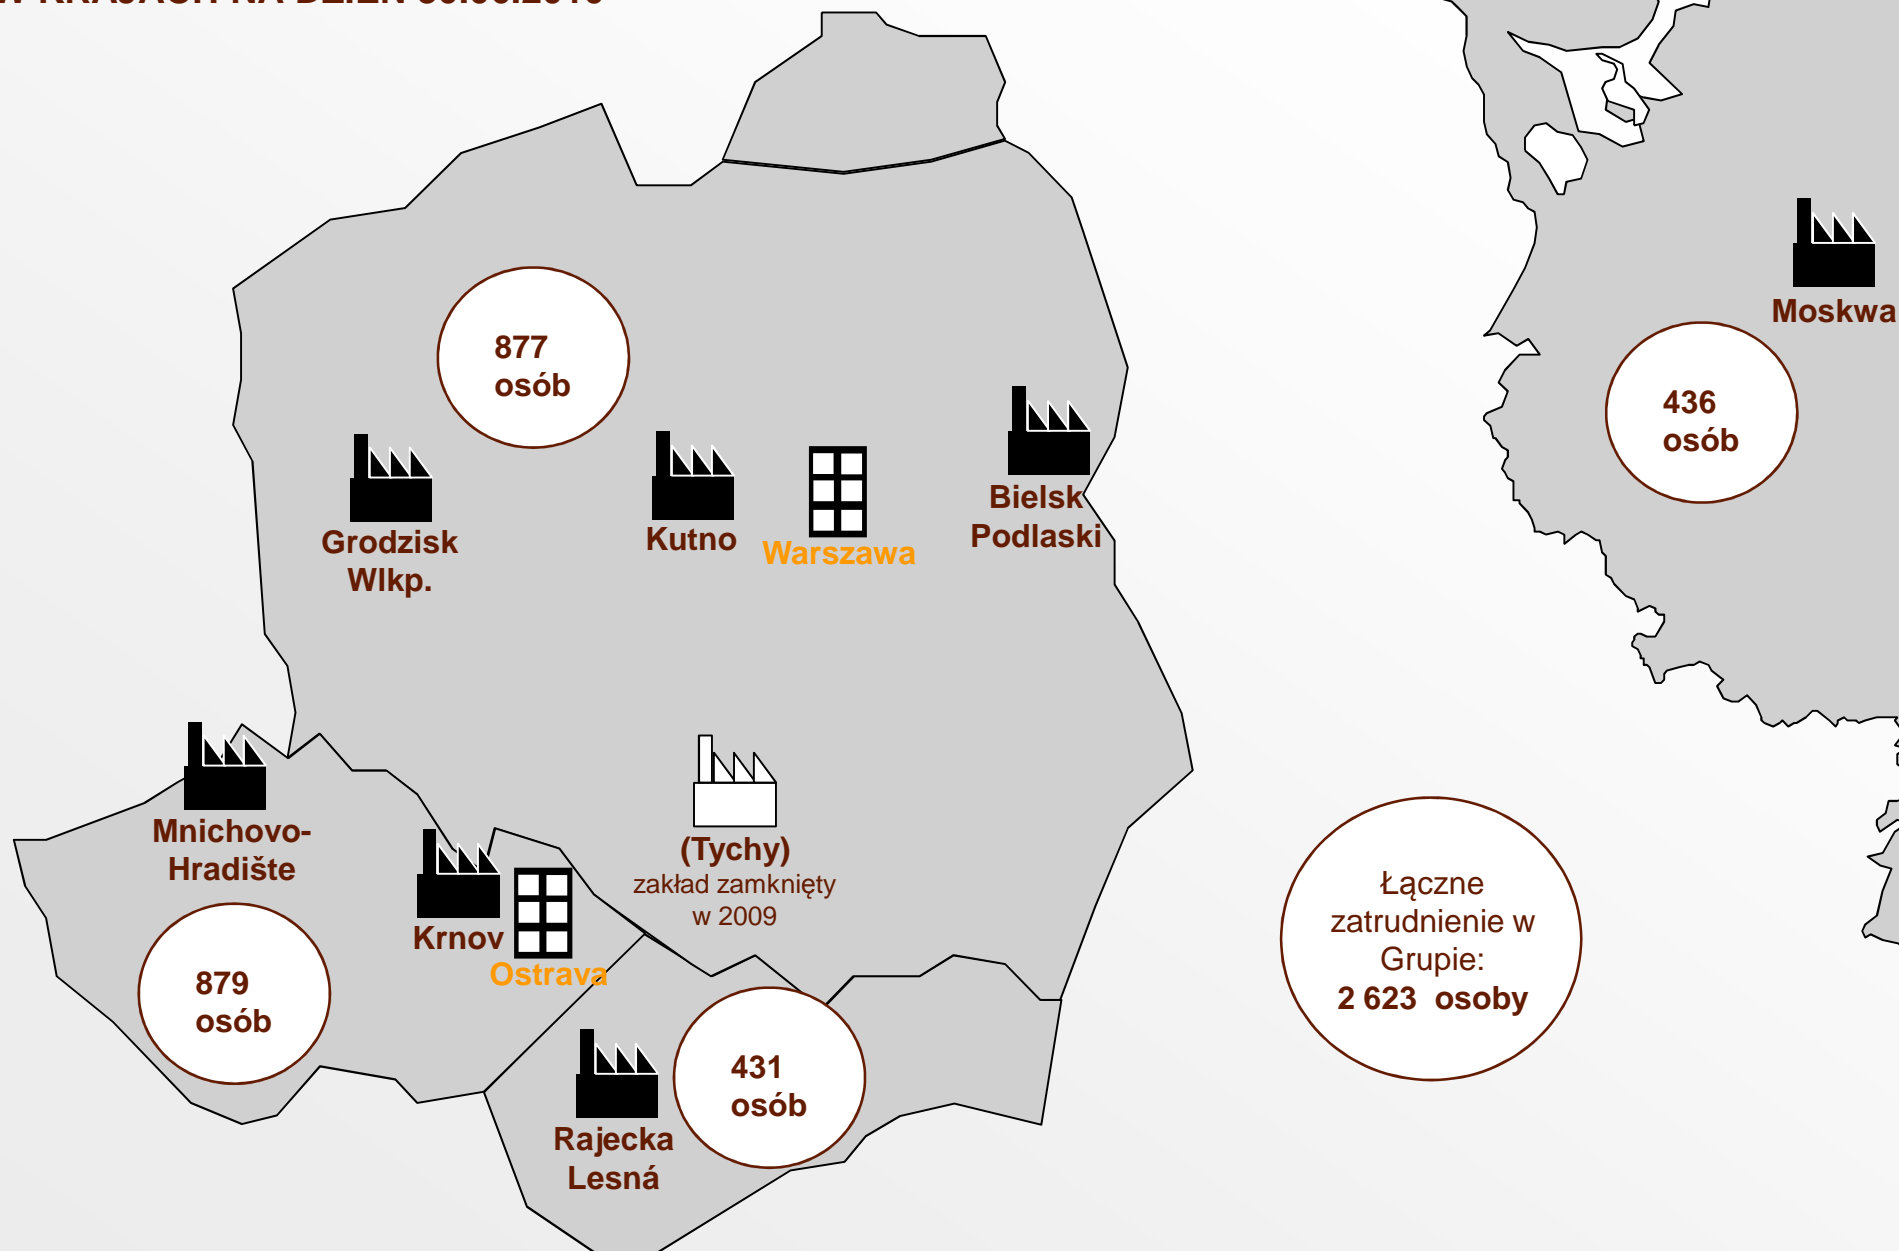 877
osób
Grodzisk
Wlkp.
Kutno
Warszawa
Bielsk
Podlaski
Moskwa
436
osób
Mnichovo-
Hradište
Krnov
Ostrava
(Tychy)
zakład zamknięty
w 2009
879
osób
431
osób
Rajecka
Lesná
Łączne
zatrudnienie w
Grupie:
2 623 osoby